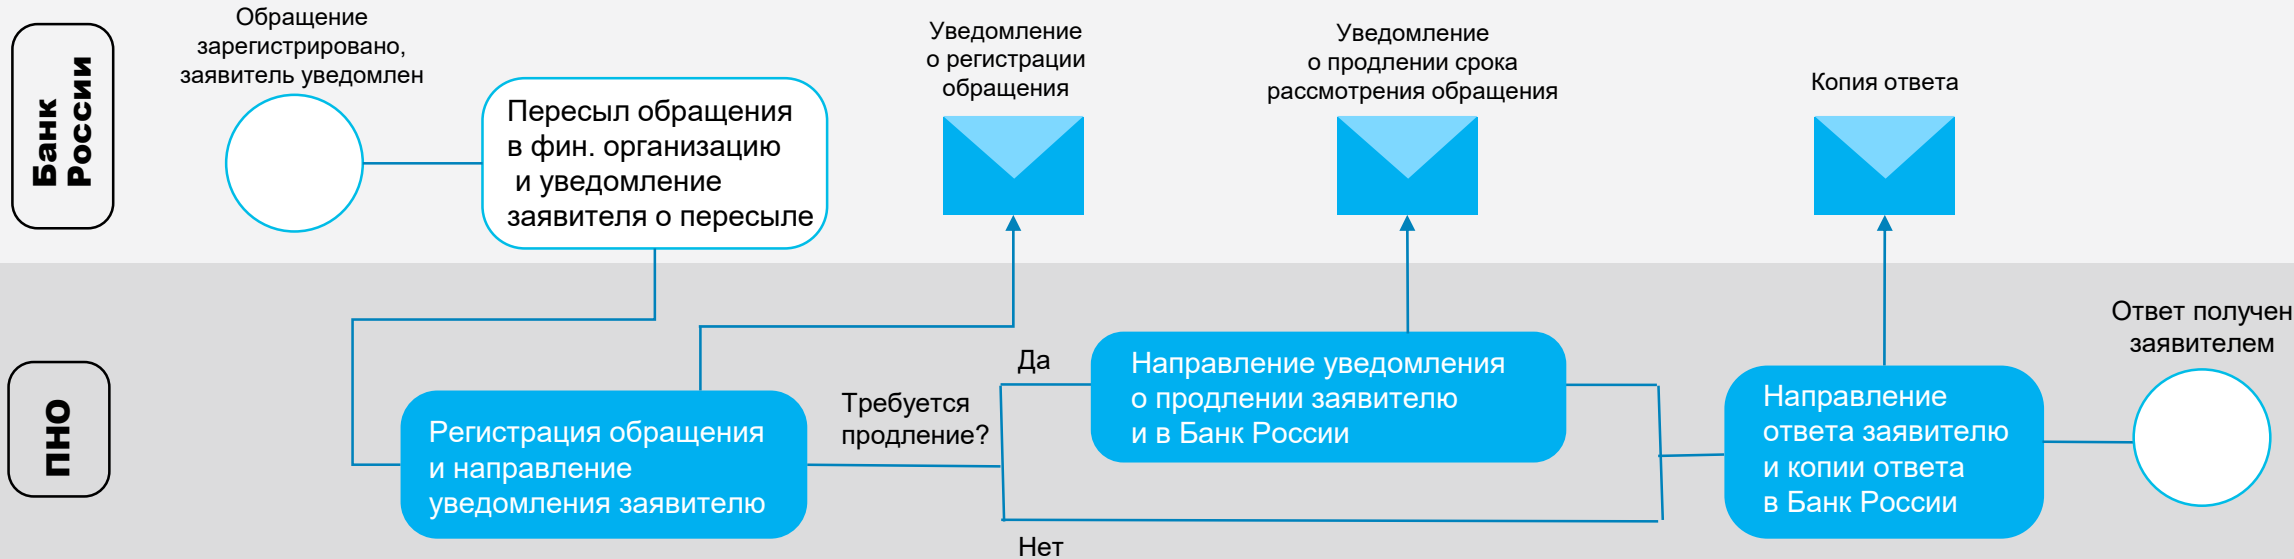 Банк
России
Обращение
зарегистрировано,
заявитель уведомлен
Пересыл обращения
в фин. организацию
и уведомление
заявителя о пересыле
Уведомление
о регистрации
обращения
Уведомление
о продлении срока
рассмотрения обращения
Копия ответа
ПНО
Регистрация обращения
и направление
уведомления заявителю
Требуется
продление?
Да
Нет
Направление уведомления
о продлении заявителю
и в Банк России
Направление
ответа заявителю
и копии ответа
в Банк России
Ответ получен
заявителем